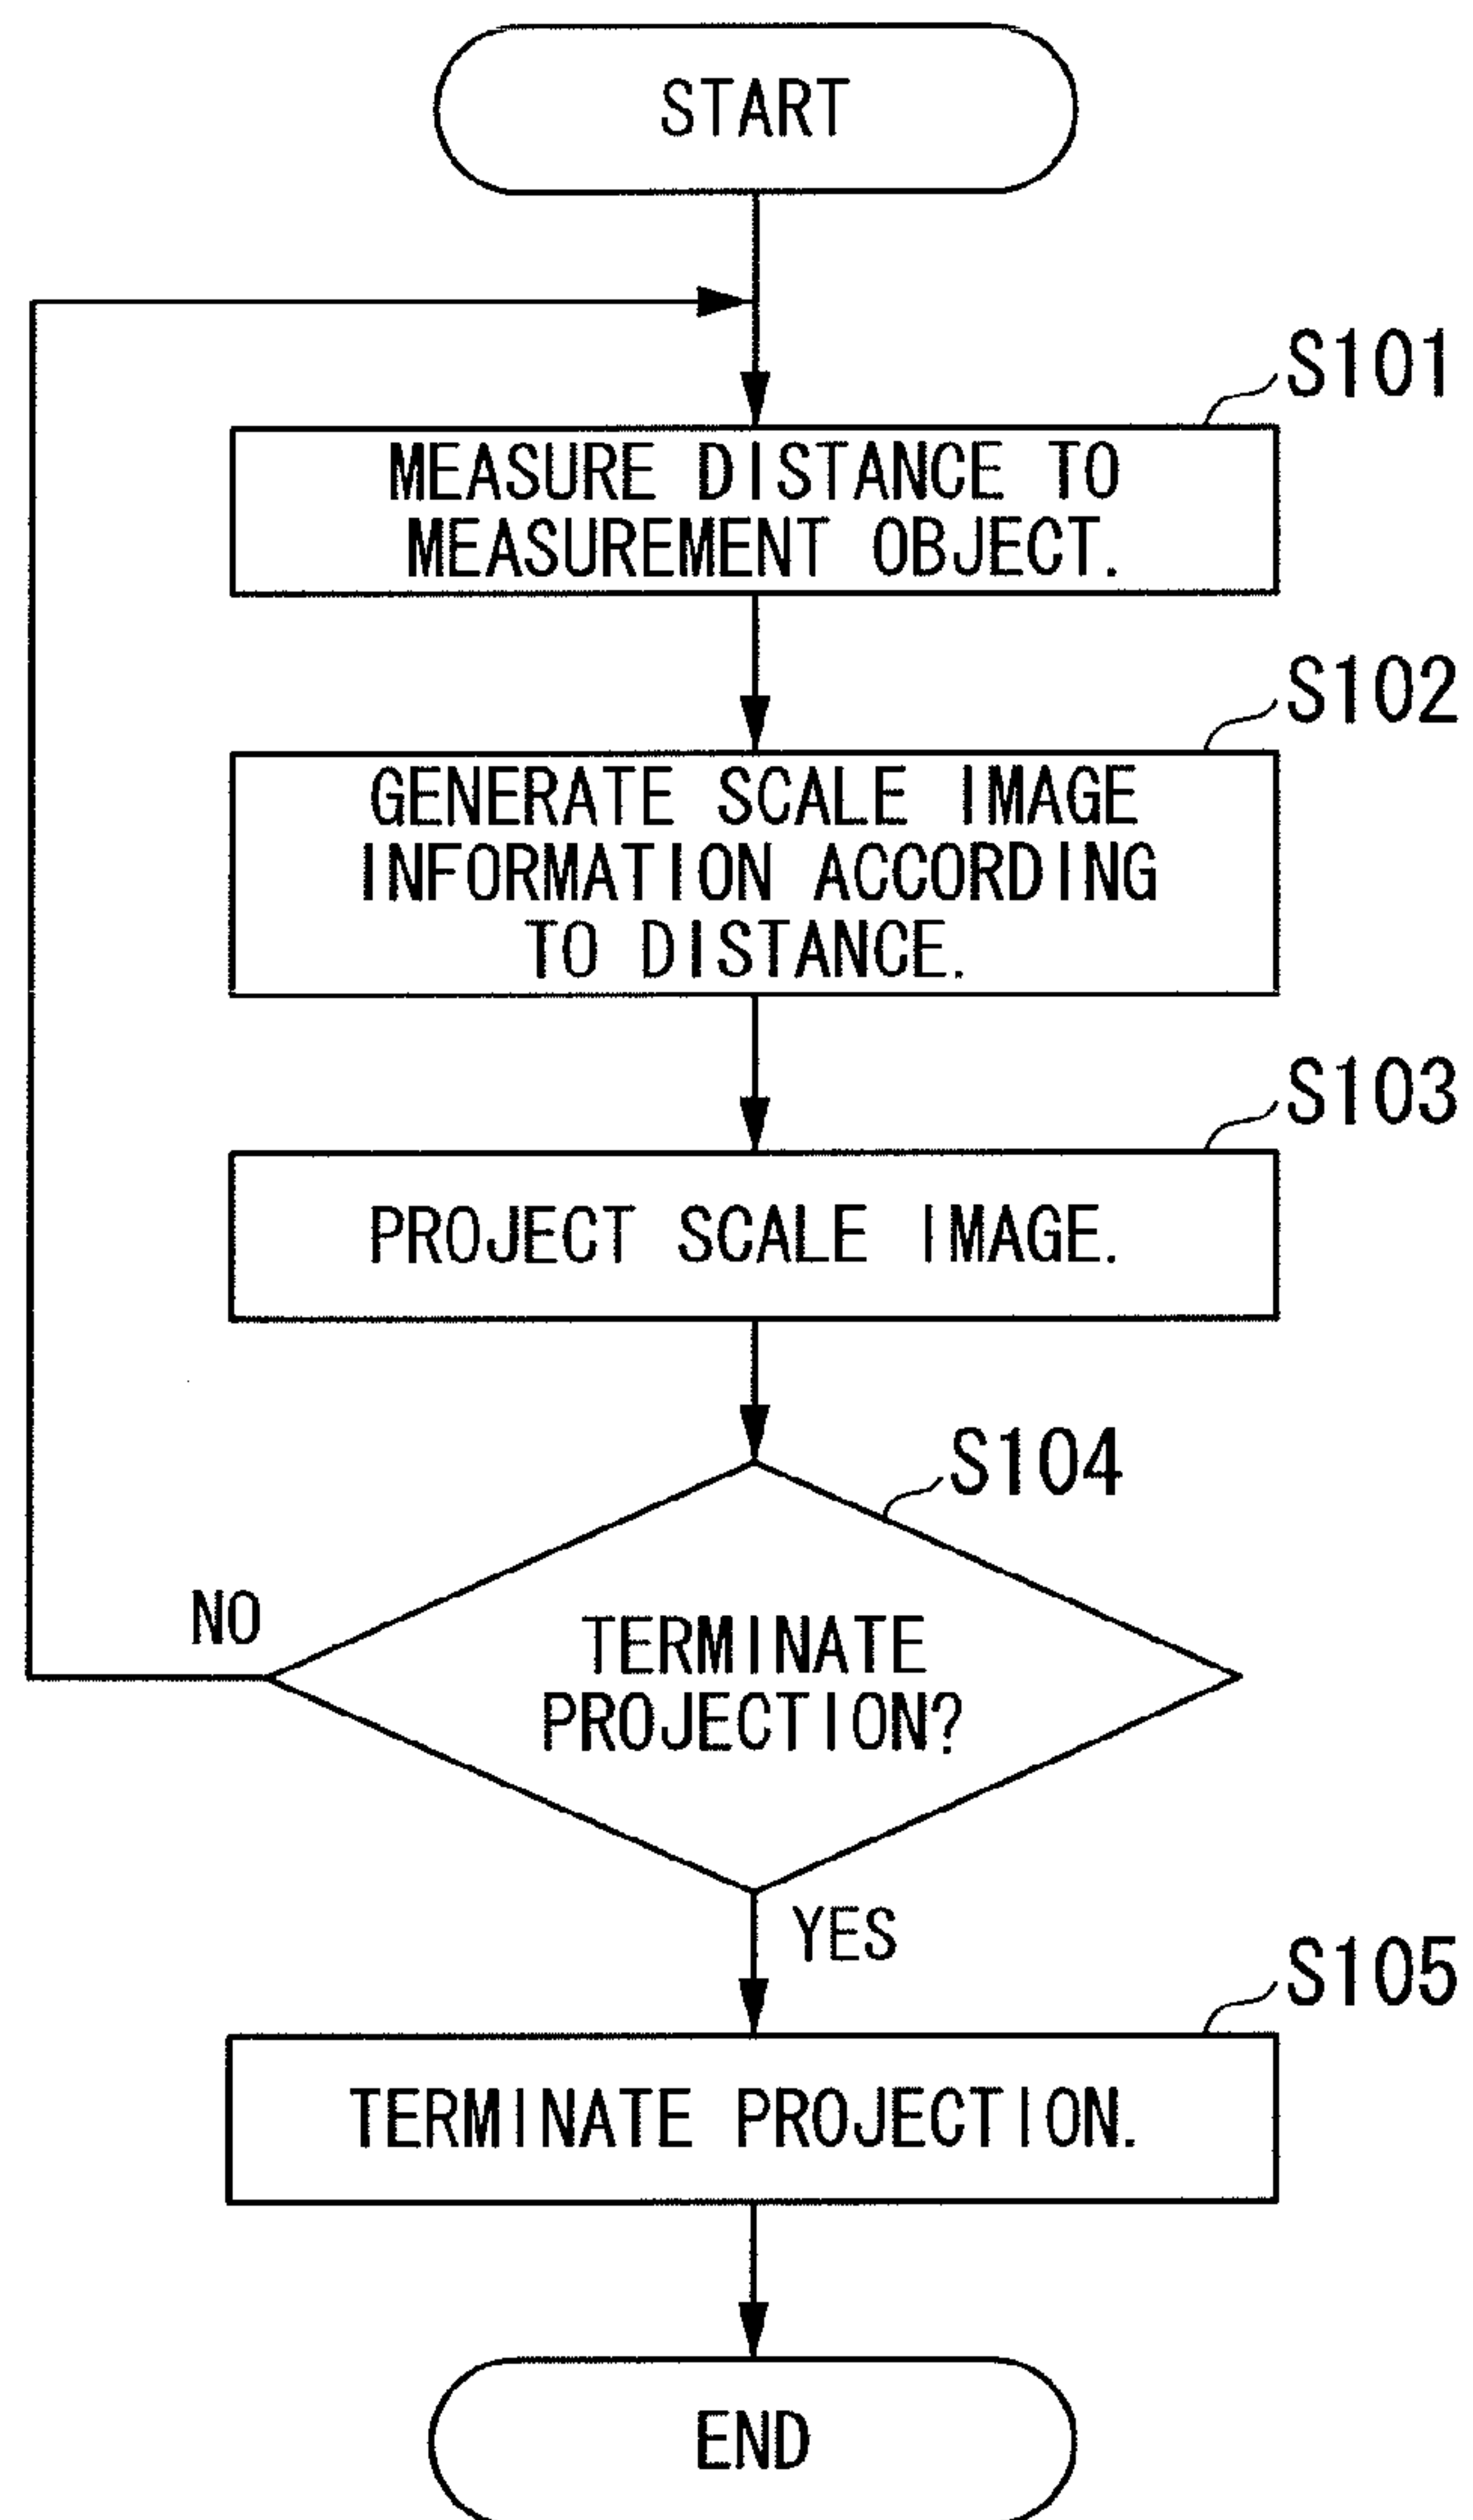 START
S101
MEASURE DISTANCE TO
MEASUREMENT OBJECT.
S102
GENERATE SCALE IMAGE
INFORMATION ACCORDING
TO DISTANCE.
S103
PROJECT SCALE IMAGE.
S104
TERMINATE
PROJECTION?
NO
YES
S105
TERMINATE PROJECTION.
END